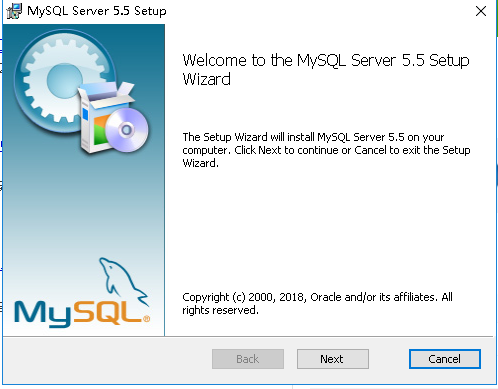 MySQL Server 5.5 Setup
Welcome to the MySQL Server 5.5 Setup
Wizard
The Setup Wizard will install MySQL Server 5.5 on your
computer. Click Next to continue or Cancel to exit the Setup
Wizard.
MySQL®
Copyright (c) 2000, 2018, Oracle and/or its affiliates. All
rights reserved.
Back
Next
Cancel